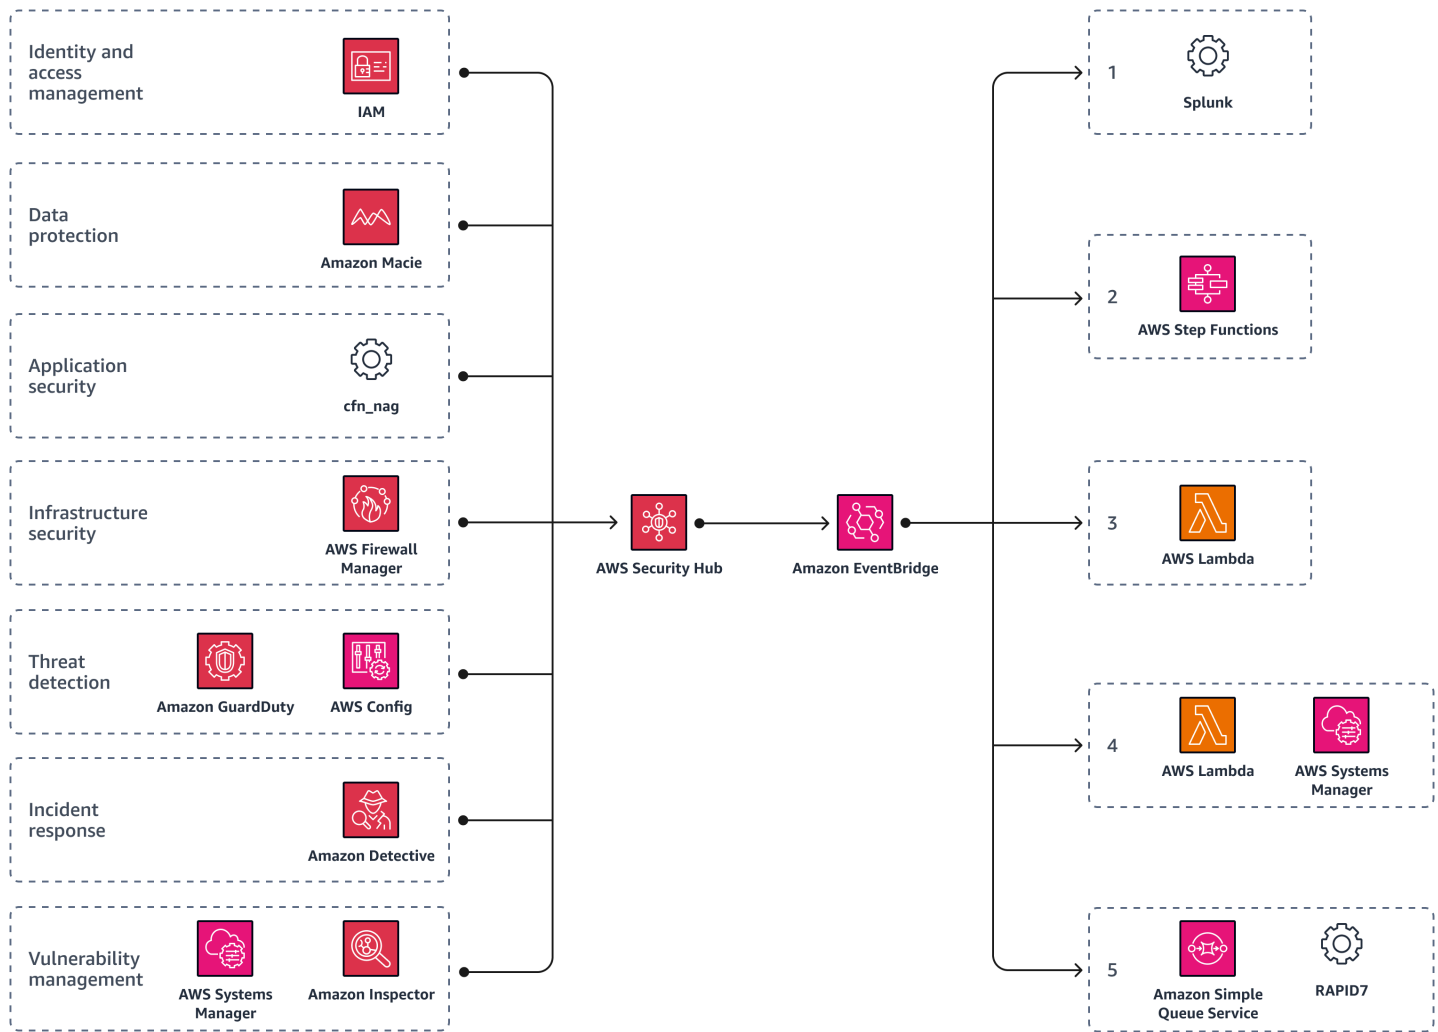 Identity and
access
management
IAM
Data
protection
Amazon Macie
Application
security
cfn_nag
Infrastructure
security
AWS Firewall
Manager
Threat
detection
Amazon GuardDuty
AWS Config
Incident
response
Amazon Detective
Vulnerability
management
AWS Systems
Manager
Amazon Inspector
AWS Security Hub
Amazon EventBridge
1
Splunk
2
AWS Step Functions
3
AWS Lambda
4
AWS Lambda
AWS Systems
Manager
5
Amazon Simple
Queue Service
RAPID7